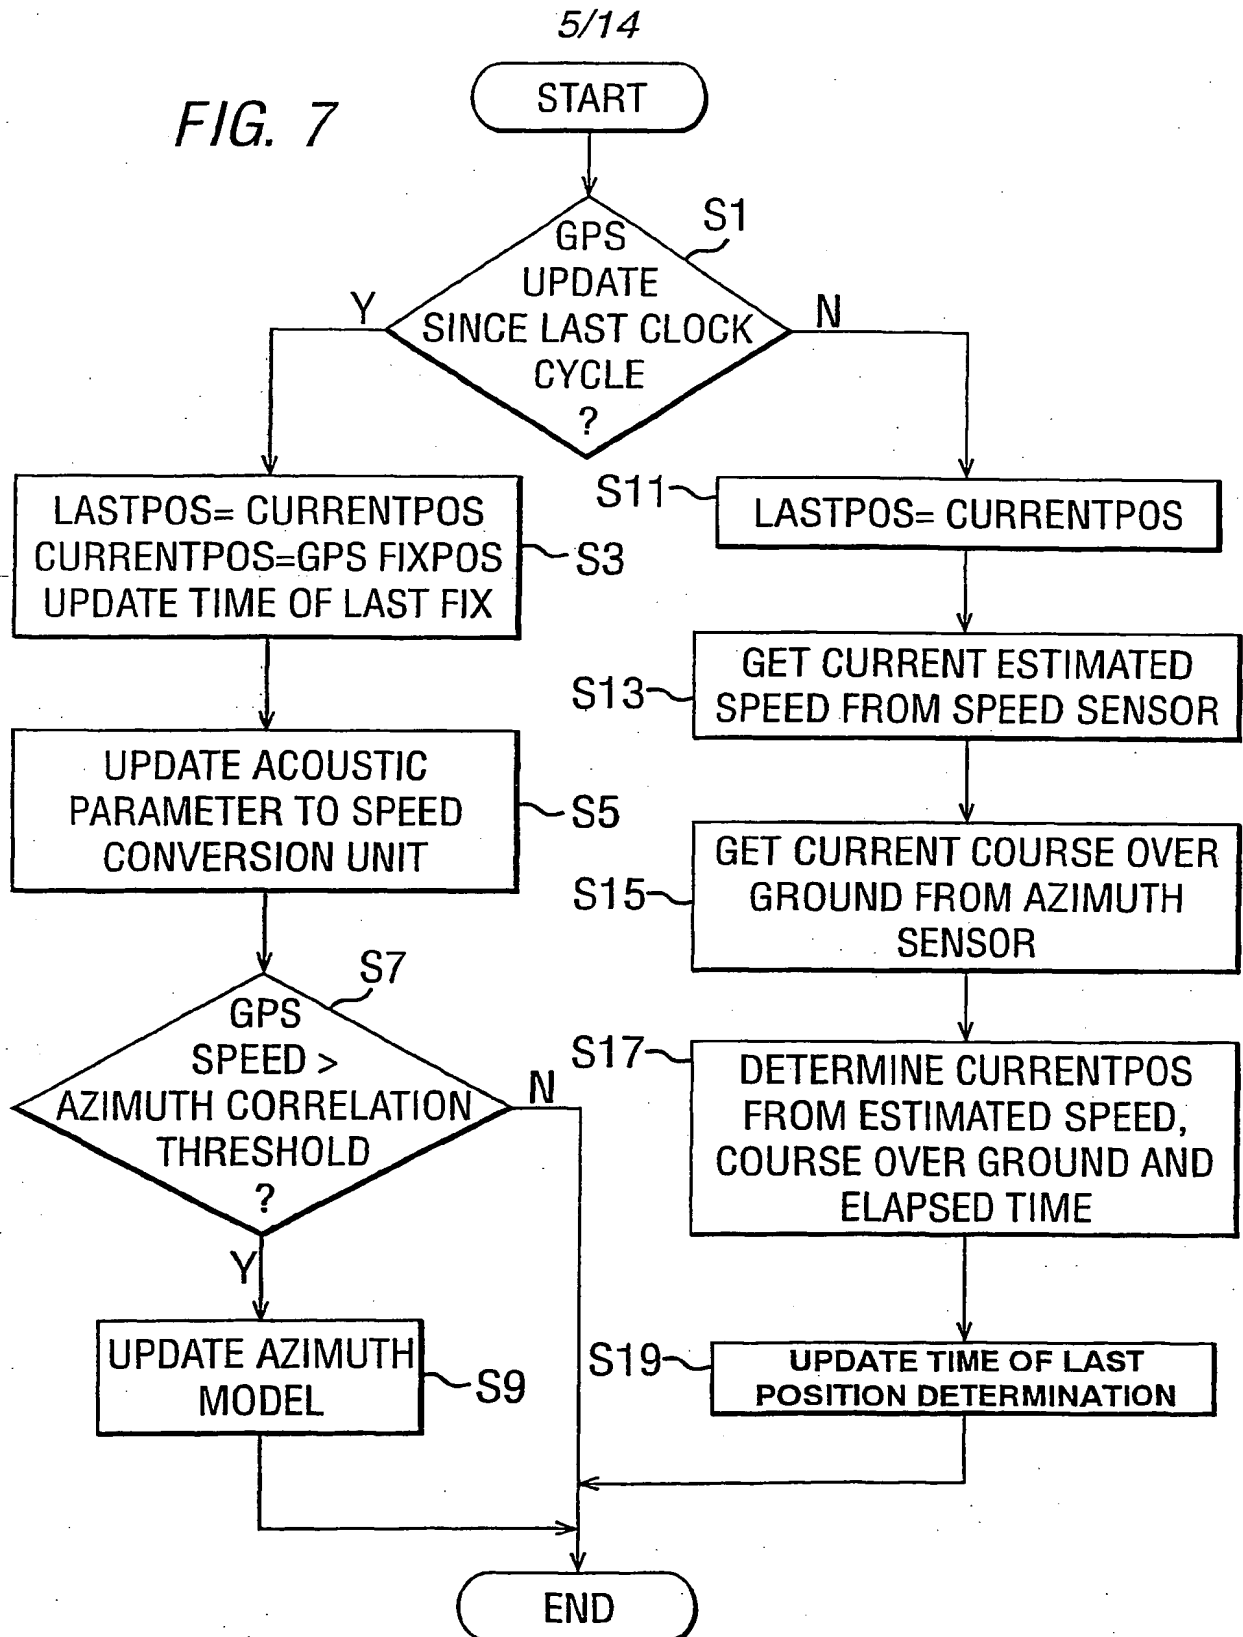 5/14
FIG. 7
START
S1
GPS
UPDATE
SINCE LAST CLOCK
CYCLE
?
Y
N
LASTPOS= CURRENTPOS
CURRENTPOS=GPS FIXPOS
UPDATE TIME OF LAST FIX
S3
UPDATE ACOUSTIC
PARAMETER TO SPEED
CONVERSION UNIT
S5
S7
GPS
SPEED >
AZIMUTH CORRELATION
THRESHOLD
?
N
Y
UPDATE AZIMUTH
MODEL
S9
S11
LASTPOS= CURRENTPOS
S13
GET CURRENT ESTIMATED
SPEED FROM SPEED SENSOR
S15
GET CURRENT COURSE OVER
GROUND FROM AZIMUTH
SENSOR
S17
DETERMINE CURRENTPOS
FROM ESTIMATED SPEED,
COURSE OVER GROUND AND
ELAPSED TIME
S19
UPDATE TIME OF LAST
POSITION DETERMINATION
END